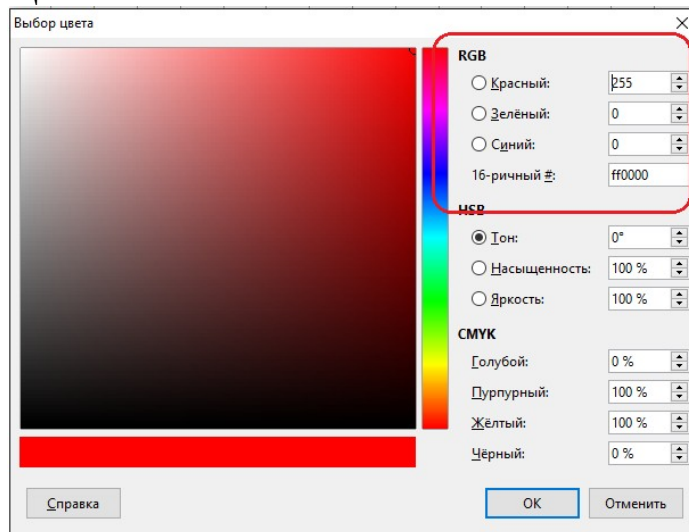 Выбор цвета
RGB
Красный: 255
Зелёный: 0
Синий: 0
16-ричный #: ff0000
HSB
Тон: 0°
Насыщенность: 100 %
Яркость: 100 %
CMYK
Голубой: 0 %
Пурпурный: 100 %
Жёлтый: 100 %
Чёрный: 0 %
Справка
OK
Отменить